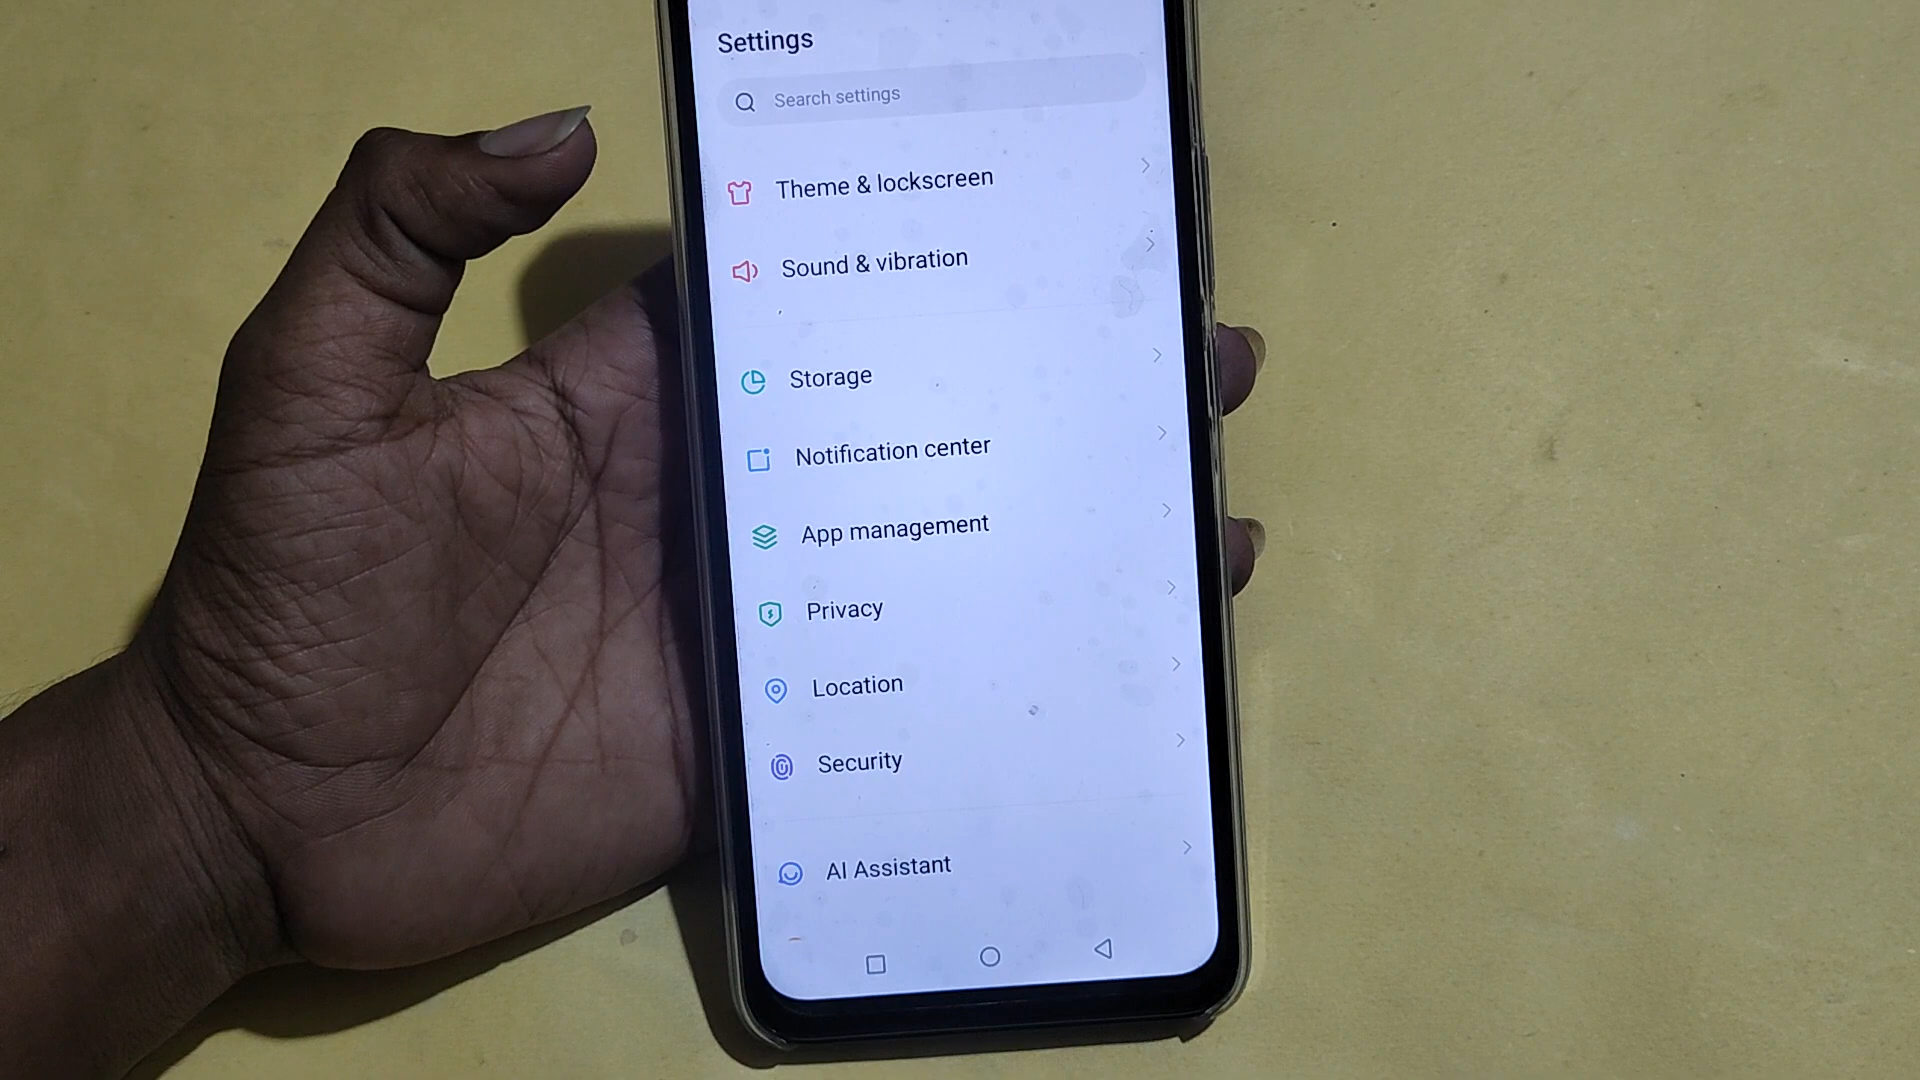 Settings
Search settings
Theme & lockscreen
Sound & vibration
Storage
Notification center
App management
Privacy
Location
Security
AI Assistant